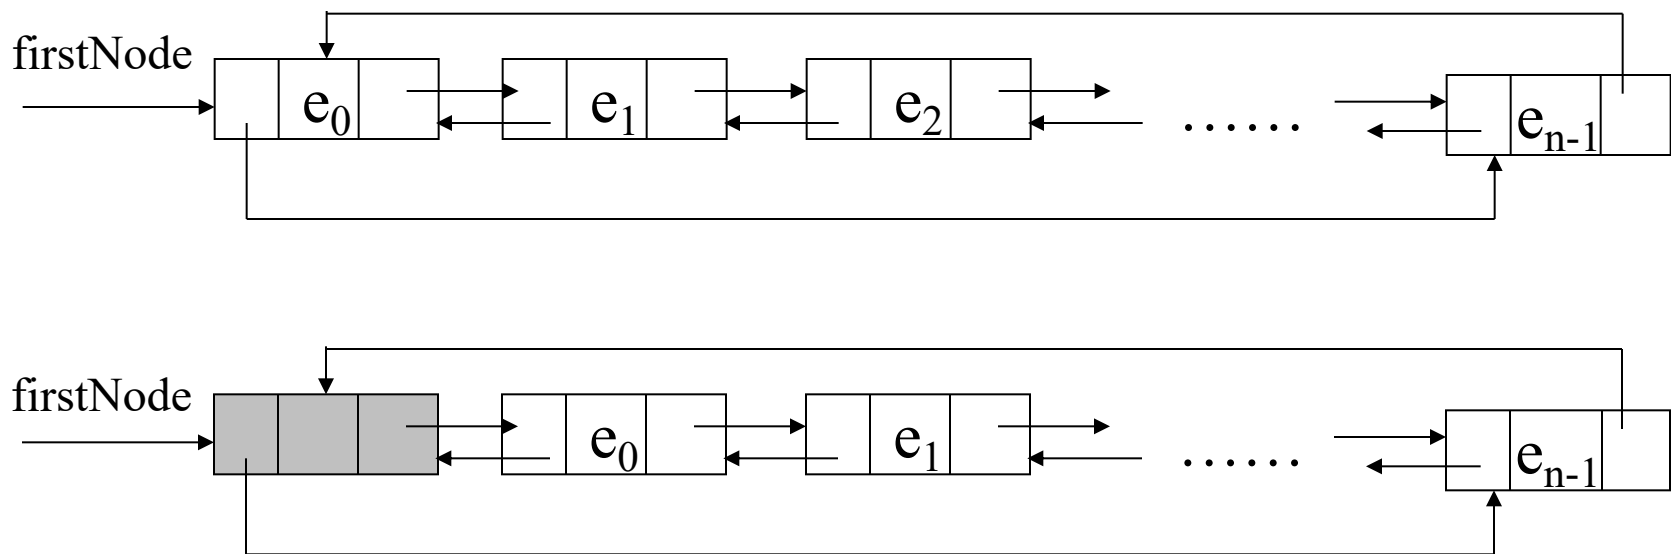 firstNode
e₀ e₁ e₂ …… eₙ₋₁
firstNode
e₀ e₁ …… eₙ₋₁